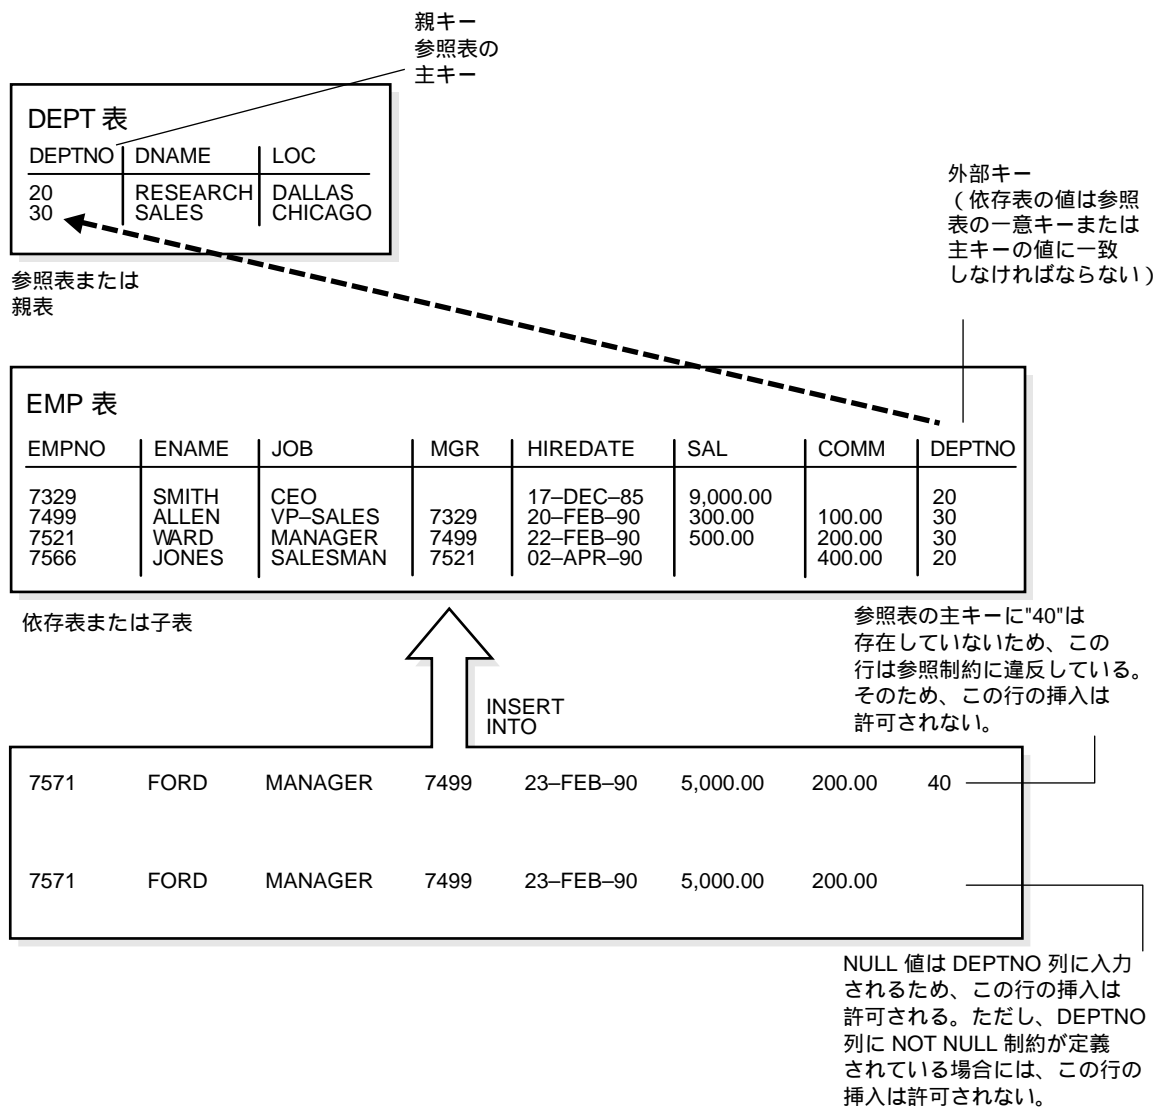 親キー
参照表の
主キー
DEPT 表
DEPTNO DNAME LOC
20 RESEARCH DALLAS
30 SALES CHICAGO
参照表または
親表
外部キー
（依存表の値は参照
表の一意キーまたは
主キーの値に一致
しなければならない）
EMP 表
EMPNO ENAME JOB MGR HIREDATE SAL COMM DEPTNO
7329 SMITH CEO 17–DEC–85 9,000.00 20
7499 ALLEN VP–SALES 7329 20–FEB–90 300.00 100.00 30
7521 WARD MANAGER 7499 22–FEB–90 500.00 200.00 30
7566 JONES SALESMAN 7521 02–APR–90 400.00 20
依存表または子表
参照表の主キーに"40"は
存在していないため、この
行は参照制約に違反している。
そのため、この行の挿入は
許可されない。
INSERT
INTO
7571 FORD MANAGER 7499 23–FEB–90 5,000.00 200.00 40
7571 FORD MANAGER 7499 23–FEB–90 5,000.00 200.00
NULL 値は DEPTNO 列に入力
されるため、この行の挿入は
許可される。ただし、DEPTNO
列に NOT NULL 制約が定義
されている場合には、この行の
挿入は許可されない。